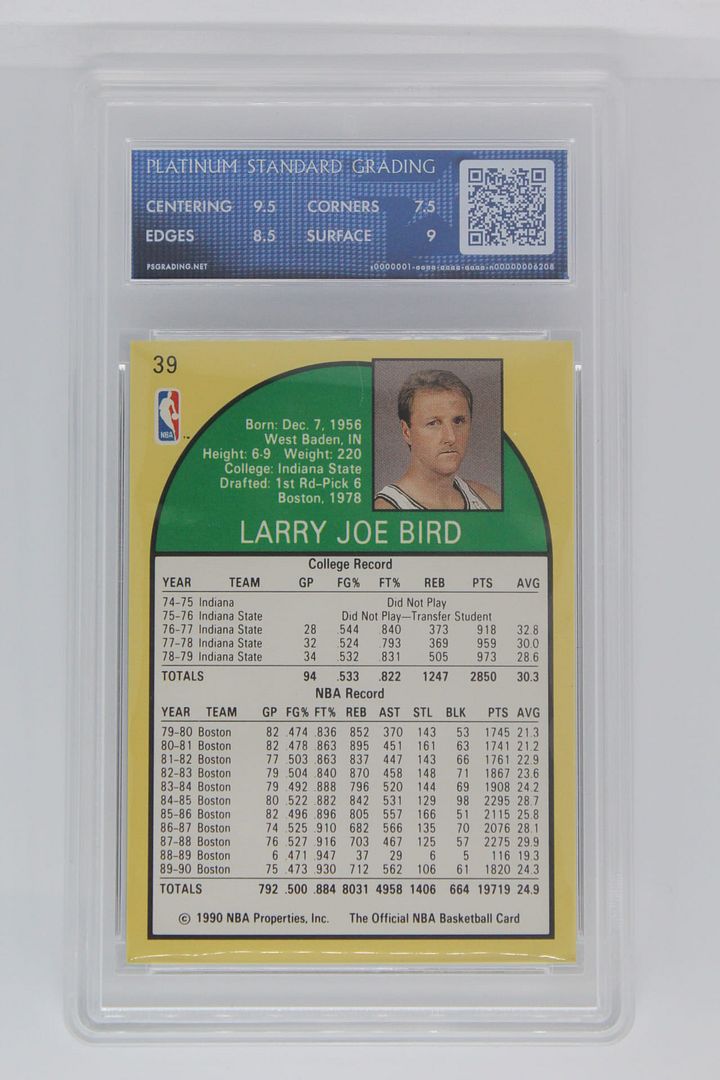 PLATINUM STANDARD GRADING
CENTERING 9.5 CORNERS 7.5
EDGES 8.5 SURFACE 9
PSGRADING.NET
39
NBA
Born: Dec. 7, 1956
West Baden, IN
Height: 6-9 Weight: 220
College: Indiana State
Drafted: 1st Rd-Pick 6
Boston, 1978
LARRY JOE BIRD
College Record
YEAR TEAM GP FG% FT% REB PTS AVG
74-75 Indiana Did Not Play
75-76 Indiana State Did Not Play—Transfer Student
76-77 Indiana State 28 .544 .840 373 918 32.8
77-78 Indiana State 32 .524 .793 369 959 30.0
78-79 Indiana State 34 .532 .831 505 973 28.6
TOTALS 94 .533 .822 1247 2850 30.3
NBA Record
YEAR TEAM GP FG% FT% REB AST STL BLK PTS AVG
79-80 Boston 82 .474 .836 852 370 143 53 1745 21.3
80-81 Boston 82 .478 .863 895 451 161 63 1741 21.2
81-82 Boston 77 .503 .863 837 447 143 66 1761 22.9
82-83 Boston 79 .504 .840 870 458 148 71 1867 23.6
83-84 Boston 79 .492 .888 796 520 144 69 1908 24.2
84-85 Boston 80 .522 .882 842 531 129 98 2295 28.7
85-86 Boston 82 .496 .896 805 557 166 51 2115 25.8
86-87 Boston 74 .525 .910 682 566 135 70 2076 28.1
87-88 Boston 76 .527 .916 703 467 125 57 2275 29.9
88-89 Boston 6 .471 .947 37 29 6 5 116 19.3
89-90 Boston 75 .473 .930 712 562 106 61 1820 24.3
TOTALS 792 .500 .884 8031 4958 1406 664 19719 24.9
© 1990 NBA Properties, Inc. The Official NBA Basketball Card